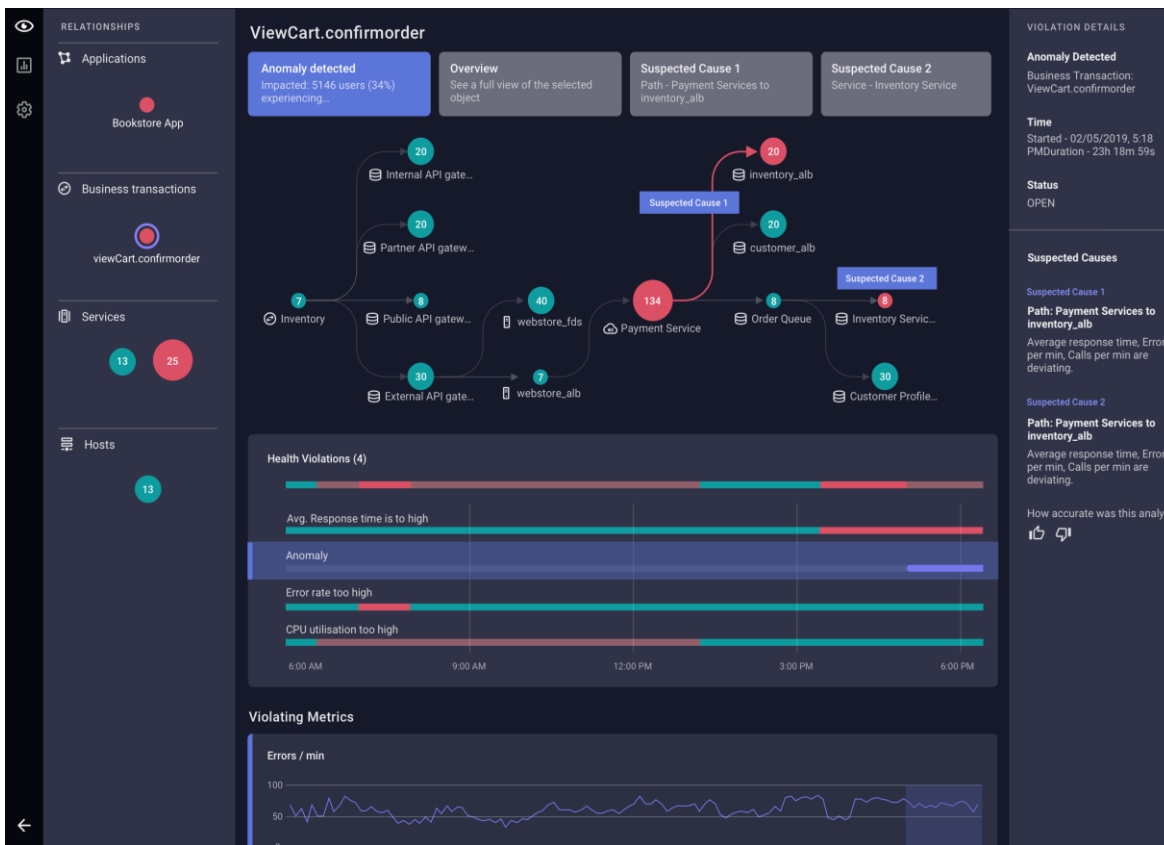 RELATIONSHIPS
Applications
Bookstore App
Business transactions
viewCart.confirmorder
Services
13
25
Hosts
13
ViewCart.confirmorder
Anomaly detected
Impacted: 5146 users (34%)
experiencing...
Overview
See a full view of the selected
object
Suspected Cause 1
Path - Payment Services to
inventory_alb
Suspected Cause 2
Service - Inventory Service
20
Internal API gate...
20
Partner API gatew...
7
Inventory
8
Public API gatew...
30
External API gate...
40
webstore_fds
7
webstore_alb
134
Payment Service
Suspected Cause 1
20
inventory_alb
20
customer_alb
8
Order Queue
Suspected Cause 2
8
Inventory Servic...
30
Customer Profile...
Health Violations (4)
Avg. Response time is to high
Anomaly
Error rate too high
CPU utilisation too high
6:00 AM
9:00 AM
12:00 PM
3:00 PM
6:00 PM
Violating Metrics
Errors / min
100
50
VIOLATION DETAILS
Anomaly Detected
Business Transaction:
ViewCart.confirmorder
Time
Started - 02/05/2019, 5:18
PMDuration - 23h 18m 59s
Status
OPEN
Suspected Causes
Suspected Cause 1
Path: Payment Services to
inventory_alb
Average response time, Error
per min, Calls per min are
deviating.
Suspected Cause 2
Path: Payment Services to
inventory_alb
Average response time, Error
per min, Calls per min are
deviating.
How accurate was this analy